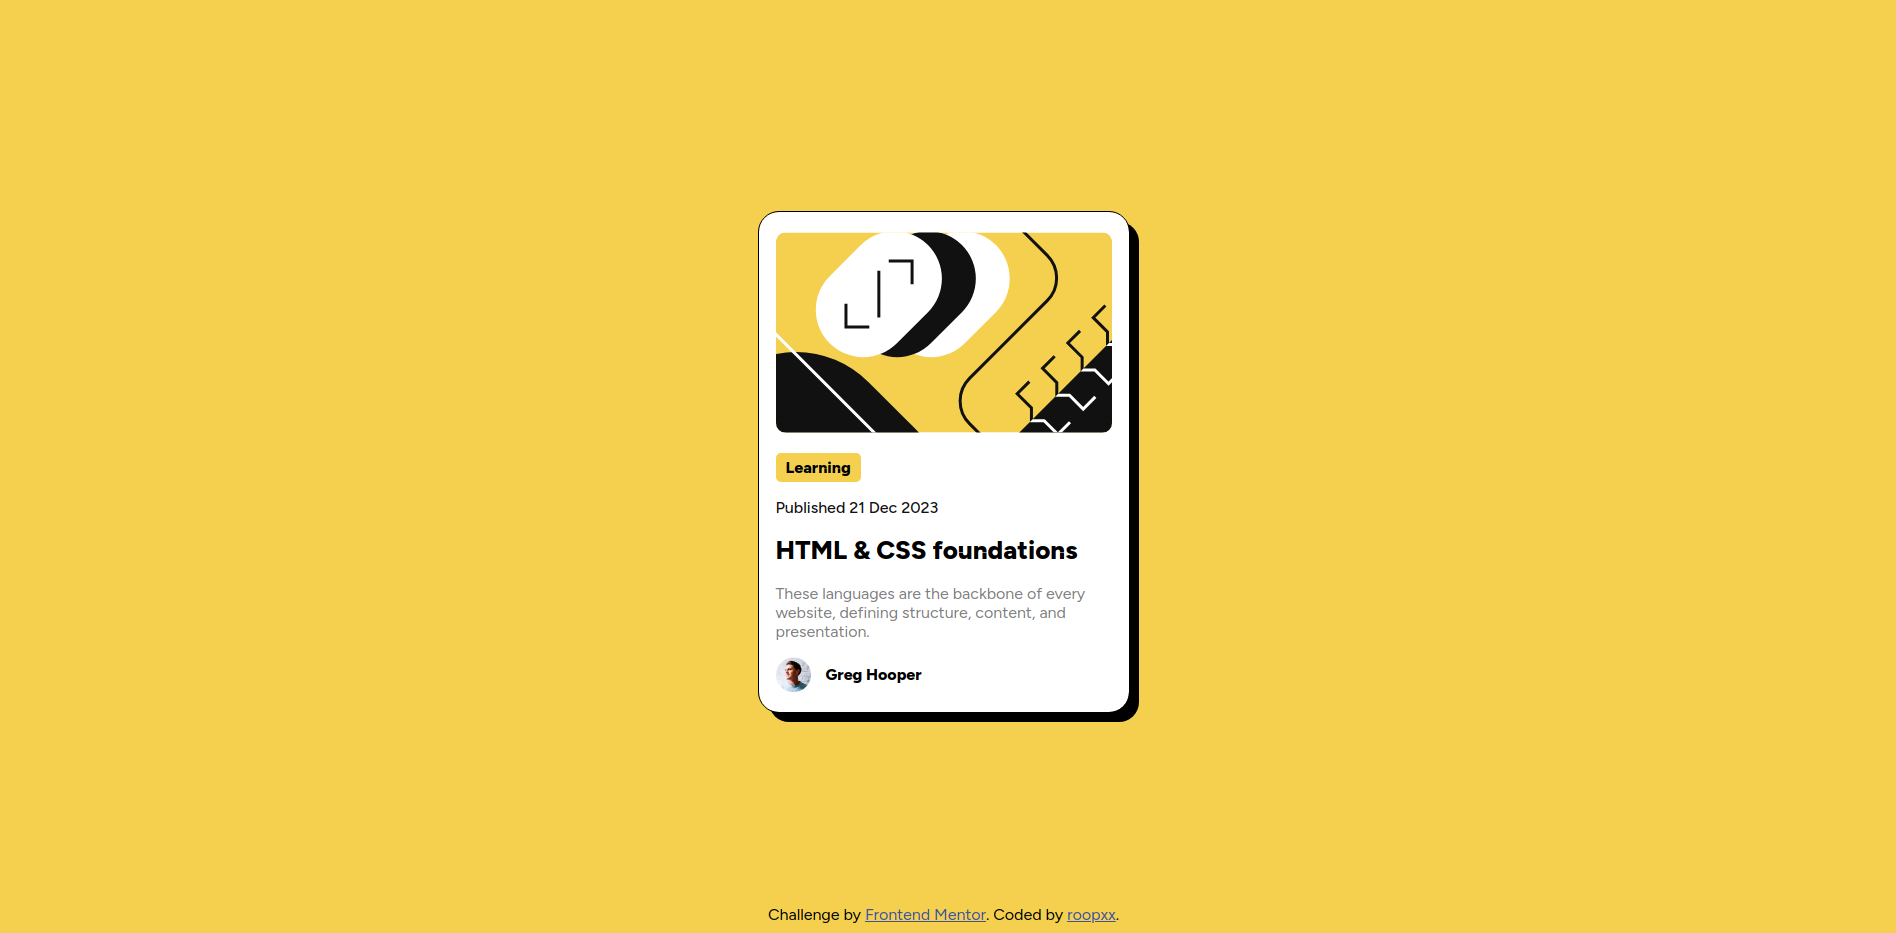 Learning
Published 21 Dec 2023
HTML & CSS foundations
These languages are the backbone of every
website, defining structure, content, and
presentation.
Greg Hooper
Challenge by Frontend Mentor. Coded by roopxx.